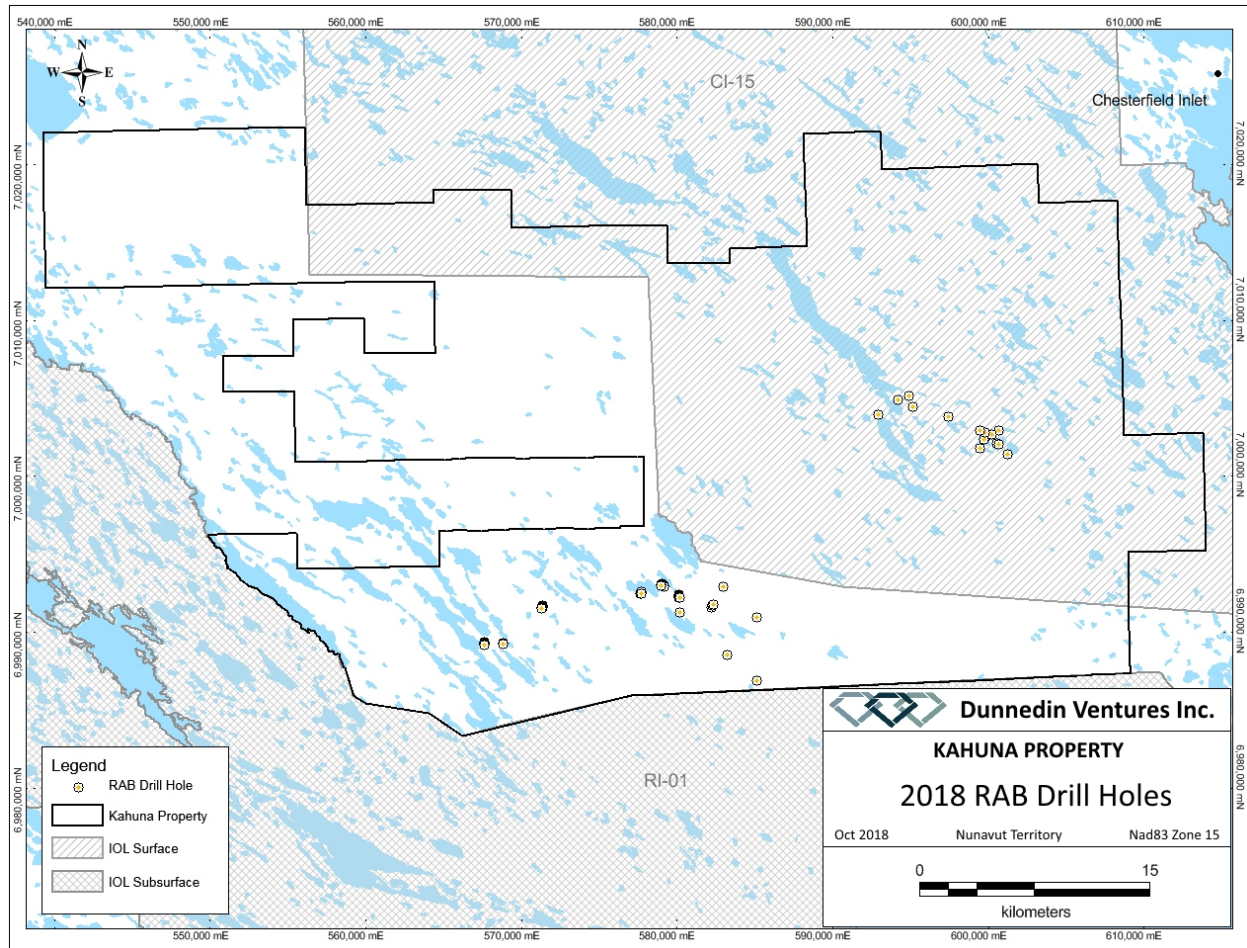 540,000 mE 550,000 mE 560,000 mE 570,000 mE 580,000 mE 590,000 mE 600,000 mE 610,000 mE
N
W E
S
CI-15
Chesterfield Inlet
7,020,000 mN 7,020,000 mN
7,010,000 mN 7,010,000 mN
7,000,000 mN 7,000,000 mN
6,990,000 mN 6,990,000 mN
6,980,000 mN 6,980,000 mN
RI-01
Legend
RAB Drill Hole
Kahuna Property
IOL Surface
IOL Subsurface
Dunnedin Ventures Inc.
KAHUNA PROPERTY
2018 RAB Drill Holes
Oct 2018 Nunavut Territory Nad83 Zone 15
0 15
kilometers
550,000 mE 560,000 mE 570,000 mE 580,000 mE 590,000 mE 600,000 mE 610,000 mE